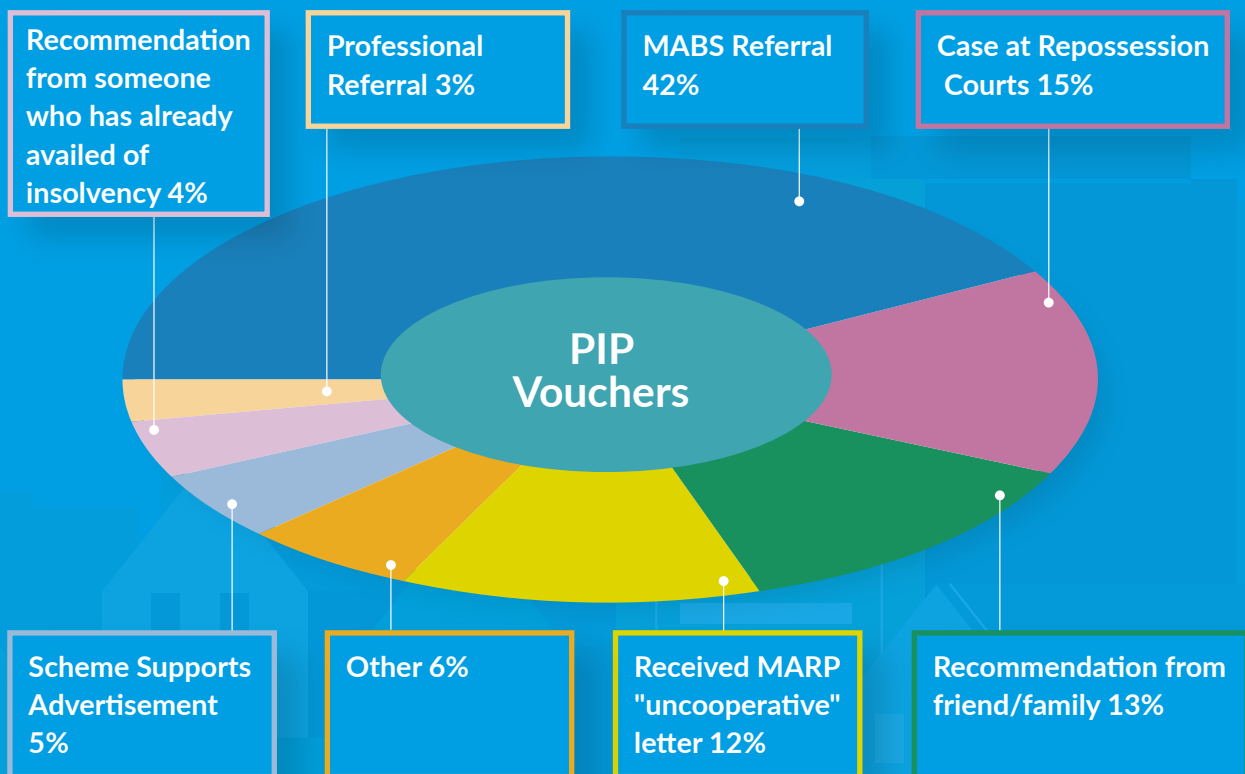 Recommendation
from someone
who has already
availed of
insolvency 4%
Professional
Referral 3%
MABS Referral
42%
Case at Repossession
Courts 15%
PIP
Vouchers
Scheme Supports
Advertisement
5%
Other 6%
Received MARP
"uncooperative"
letter 12%
Recommendation from
friend/family 13%